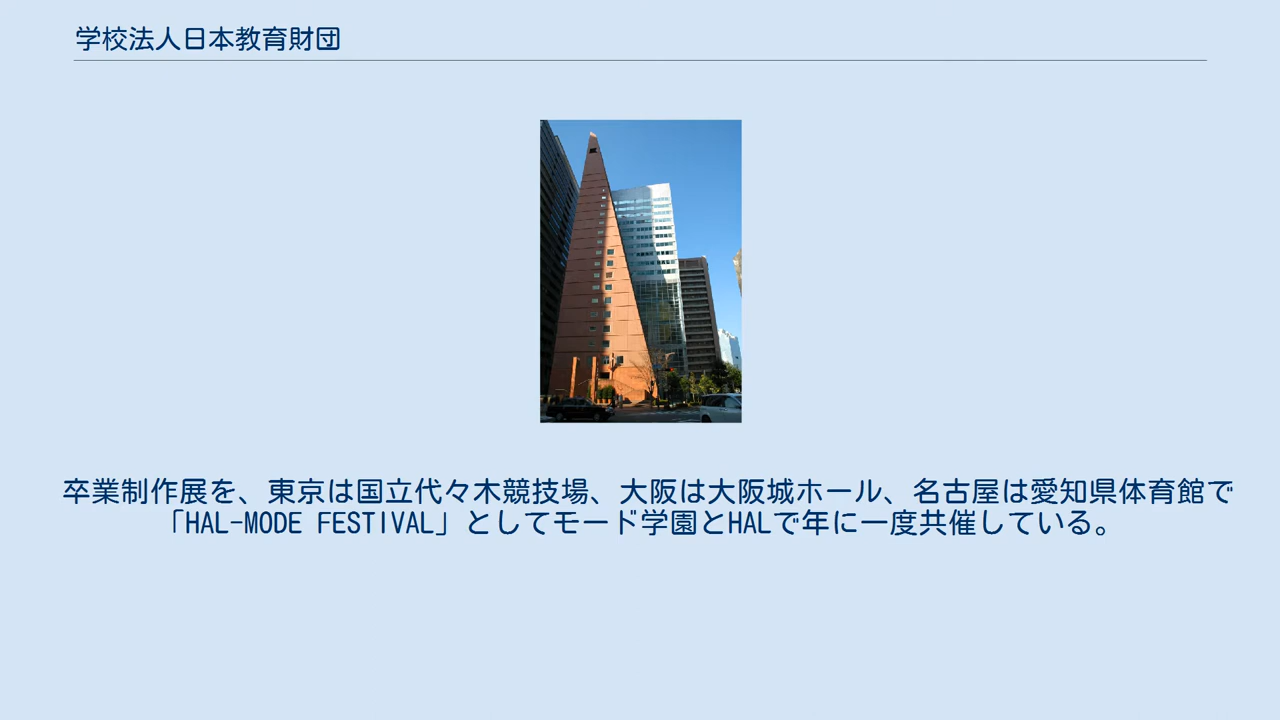 学校法人日本教育財団
卒業制作展を、東京は国立代々木競技場、大阪は大阪城ホール、名古屋は愛知県体育館で
「HAL-MODE FESTIVAL」としてモード学園とHALで年に一度共催している。